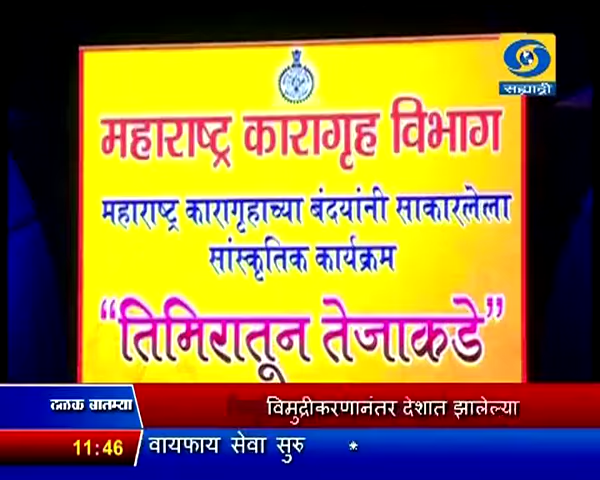 सह्याद्री
महाराष्ट्र कारागृह विभाग
महाराष्ट्र कारागृहाच्या बंदयांनी साकारलेला
सांस्कृतिक कार्यक्रम
“तिमिरातून तेजाकडे”
ठळक बातम्या
विमुद्रीकरणानंतर देशात झालेल्या
11:46
वायफाय सेवा सुरु *